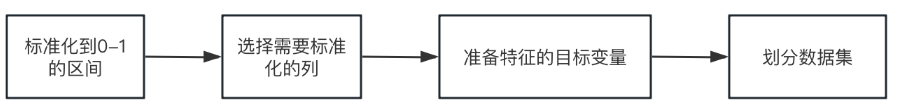 标准化到0-1
的区间
选择需要标准
化的列
准备特征的目标变量
划分数据集